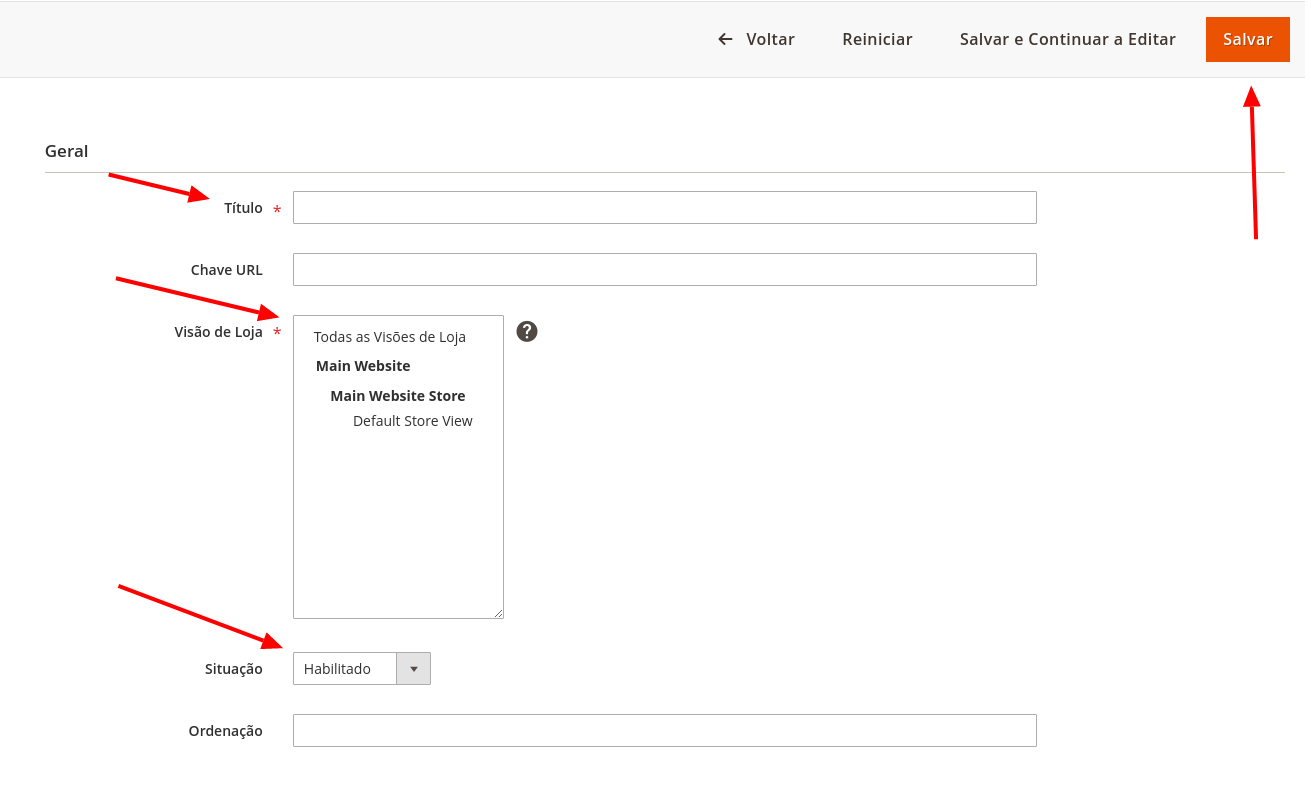 Voltar Reiniciar Salvar e Continuar a Editar Salvar
Geral
Título *
Chave URL
Visão de Loja * Todas as Visões de Loja ?
Main Website
Main Website Store
Default Store View
Situação Habilitado
Ordenação